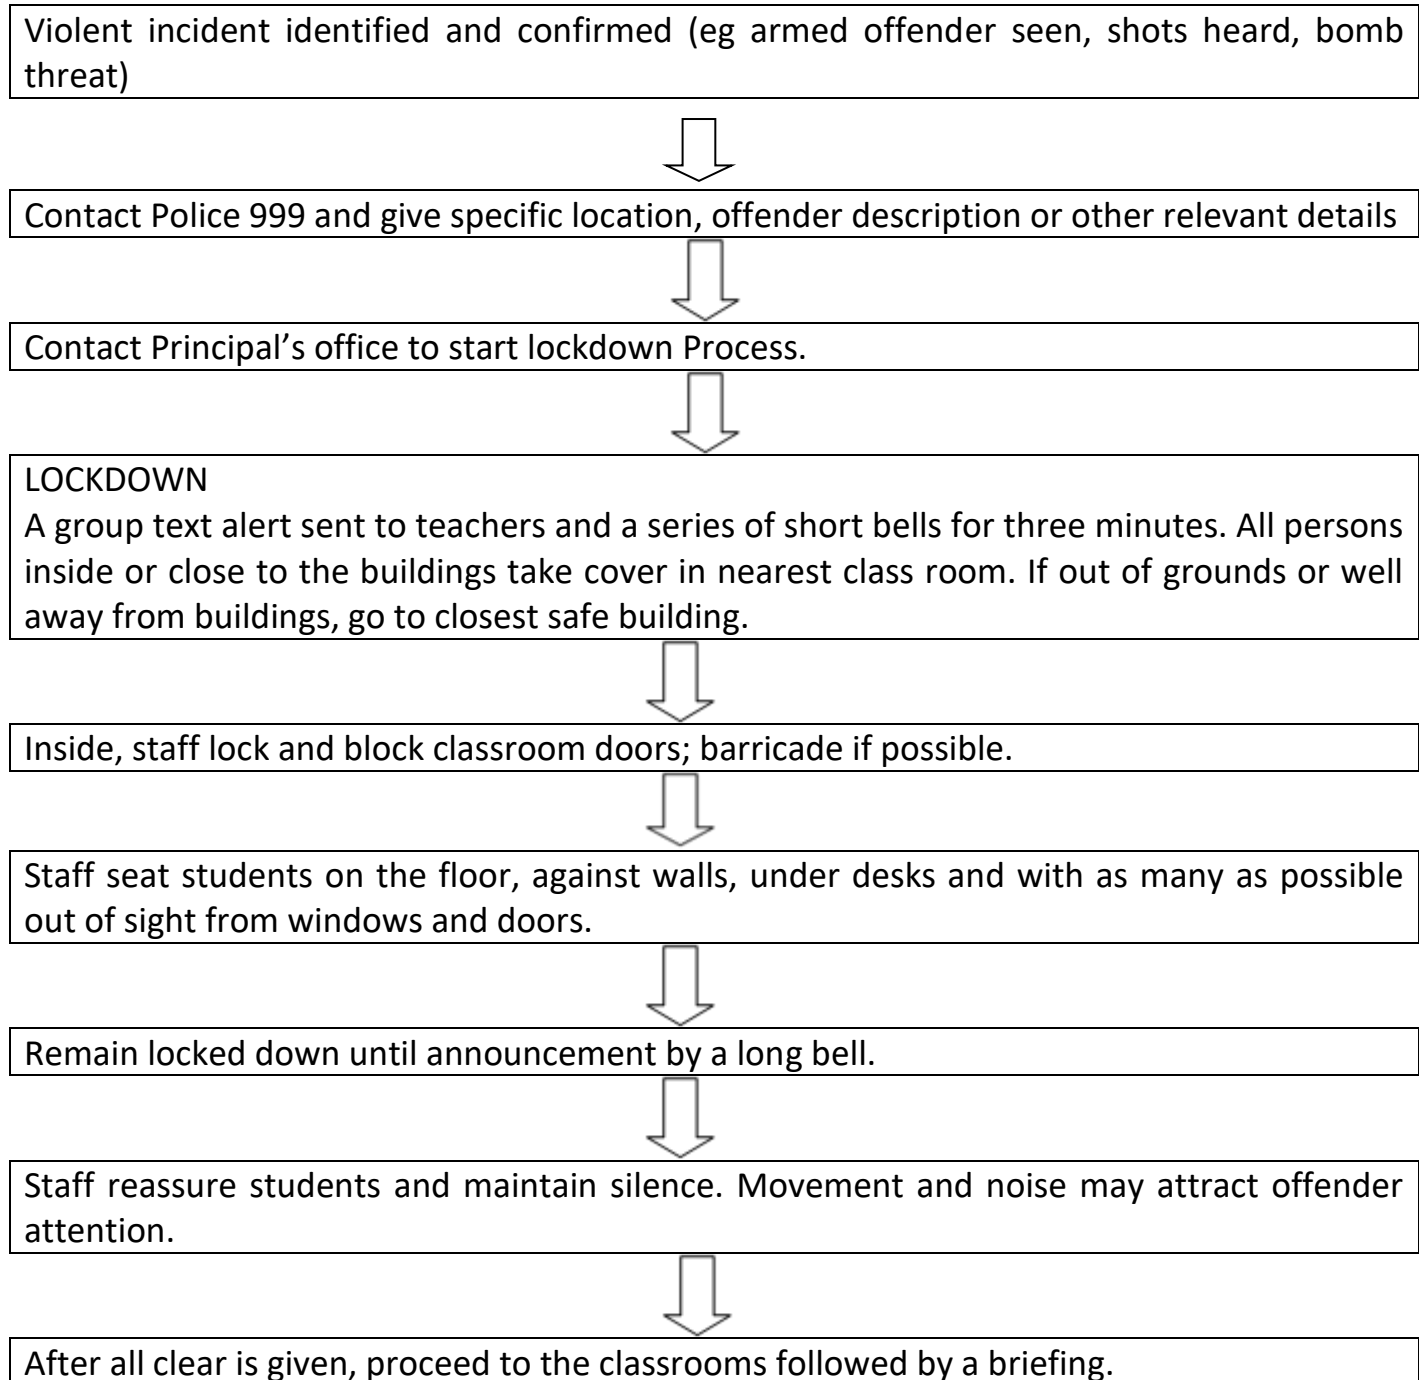 Violent incident identified and confirmed (eg armed offender seen, shots heard, bomb
threat)
Contact Police 999 and give specific location, offender description or other relevant details
Contact Principal’s office to start lockdown Process.
LOCKDOWN
A group text alert sent to teachers and a series of short bells for three minutes. All persons
inside or close to the buildings take cover in nearest class room. If out of grounds or well
away from buildings, go to closest safe building.
Inside, staff lock and block classroom doors; barricade if possible.
Staff seat students on the floor, against walls, under desks and with as many as possible
out of sight from windows and doors.
Remain locked down until announcement by a long bell.
Staff reassure students and maintain silence. Movement and noise may attract offender
attention.
After all clear is given, proceed to the classrooms followed by a briefing.